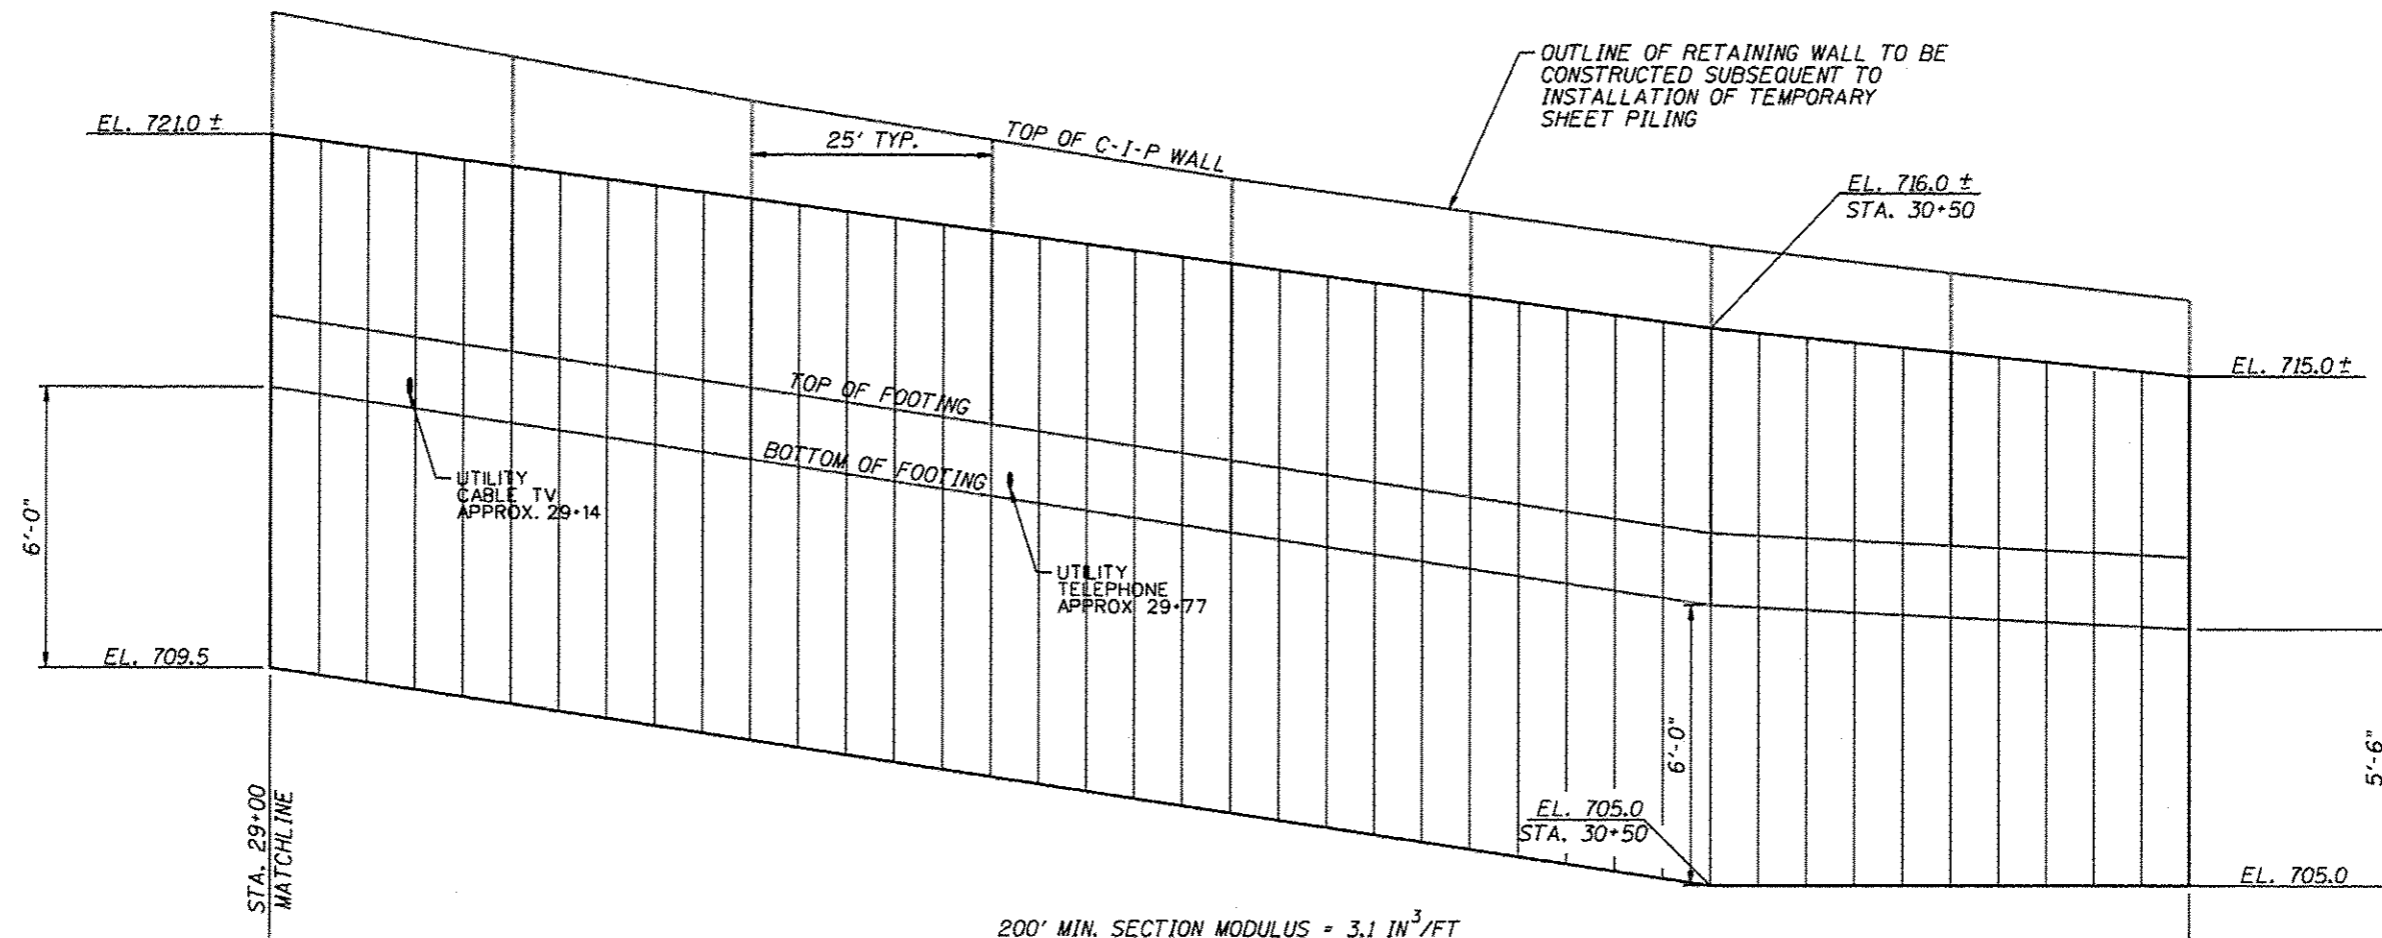 OUTLINE OF RETAINING WALL TO BE
CONSTRUCTED SUBSEQUENT TO
INSTALLATION OF TEMPORARY
SHEET PILING
EL. 721.0 ±
25' TYP.
TOP OF C-I-P WALL
EL. 716.0 ±
STA. 30+50
EL. 715.0 ±
TOP OF FOOTING
BOTTOM OF FOOTING
UTILITY
CABLE TV
APPROX. 29+14
UTILITY
TELEPHONE
APPROX 29+77
6'-0"
EL. 709.5
6'-0"
5'-6"
EL. 705.0
STA. 30+50
EL. 705.0
STA. 29+00
MATCHLINE
200' MIN. SECTION MODULUS = 3.1 IN³/FT